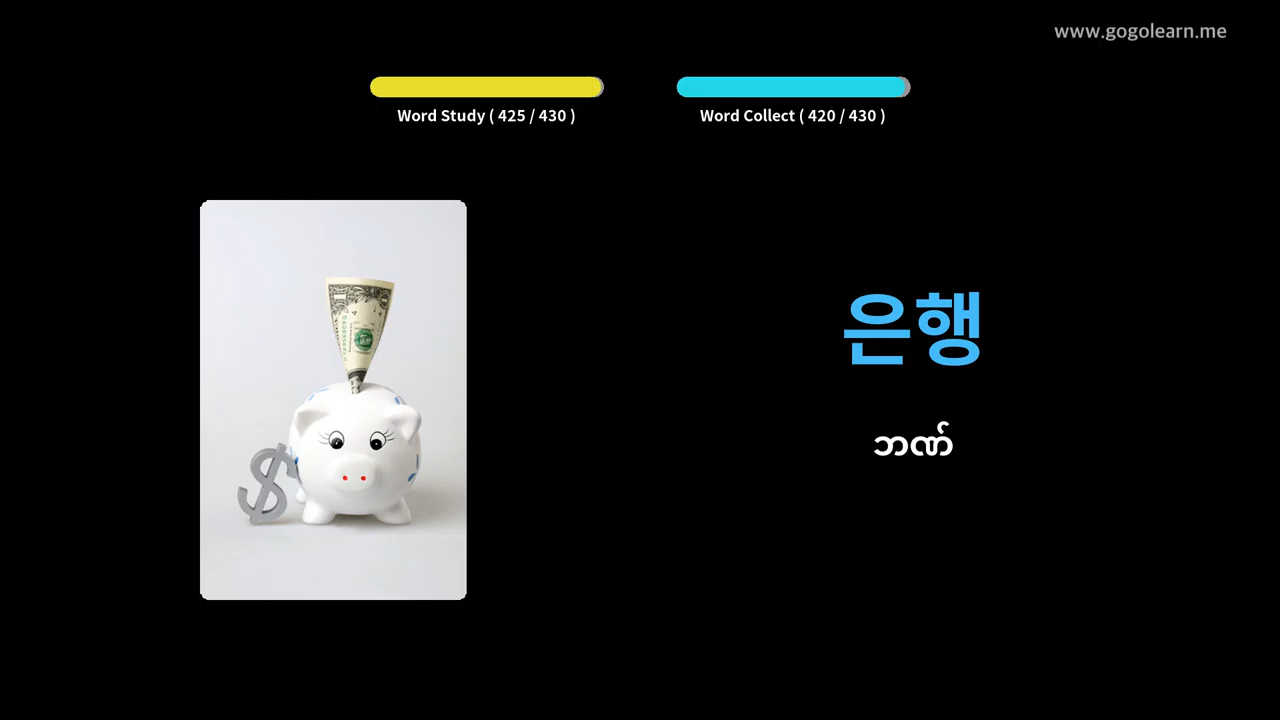 www.gogolearn.me
Word Study ( 425 / 430 )
Word Collect ( 420 / 430 )
은행
ဘဏ်
$